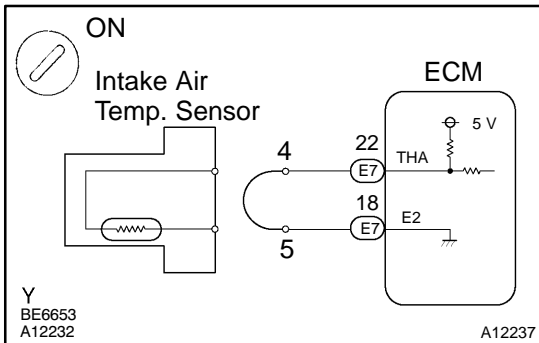 ON
Intake Air
Temp. Sensor
ECM
5 V
4
22
THA
E7
18
E2
E7
5
Y
BE6653
A12232
A12237